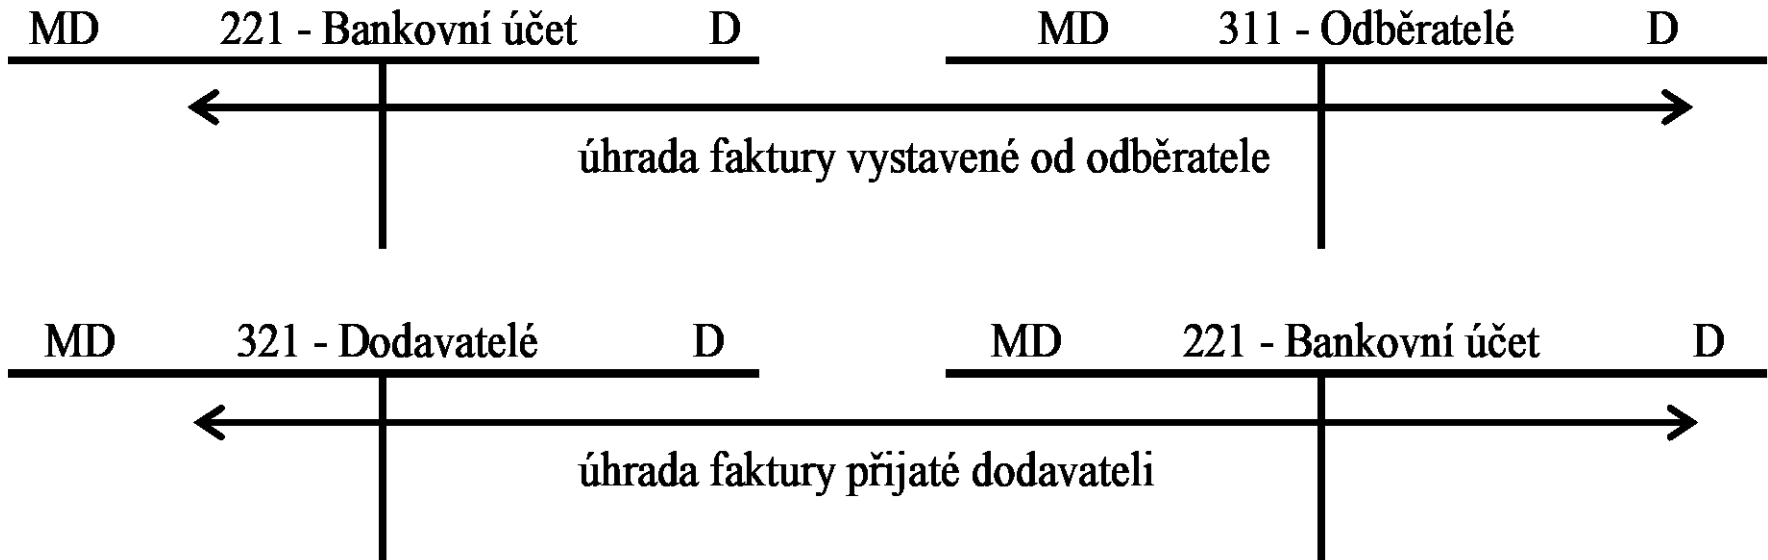 MD 221 - Bankovní účet D MD 311 - Odběratelé D
úhrada faktury vystavené od odběratele
MD 321 - Dodavatelé D MD 221 - Bankovní účet D
úhrada faktury přijaté dodavateli